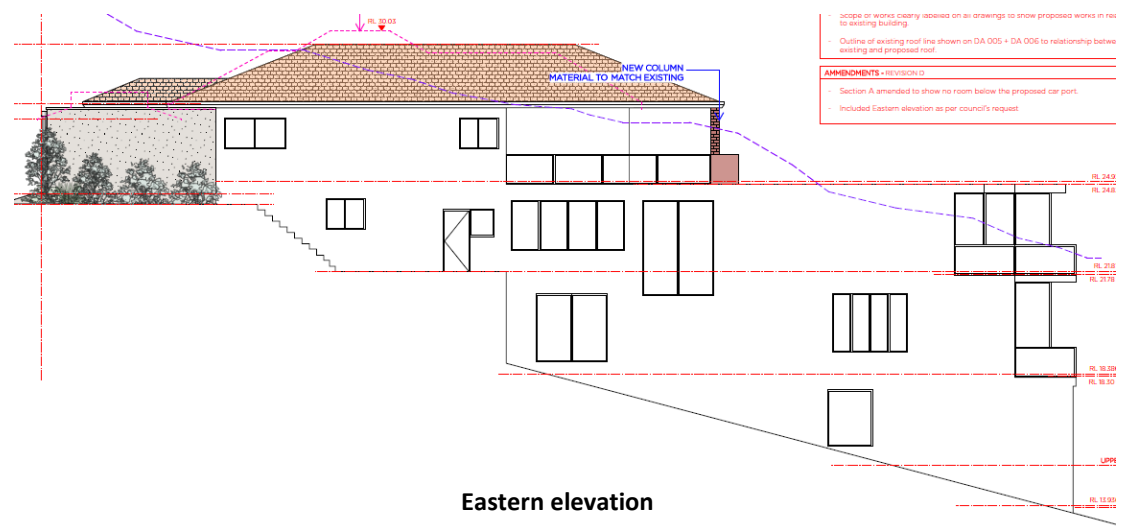 Scope of works clearly labelled on all drawings to show proposed works in
to existing building.
- Outline of existing roof line shown on DA 005 + DA 006 to relationship
existing and proposed roof.
AMMENDMENTS - REVISION D
- Section A amended to show no room below the proposed car port.
- Included Eastern elevation as per council's request.
RL 30.03
NEW COLUMN
MATERIAL TO MATCH EXISTING
RL 24.9
RL 24.8
RL 21.8
RL 21.78
RL 18.38
RL 18.30
RL 13.93
Eastern elevation